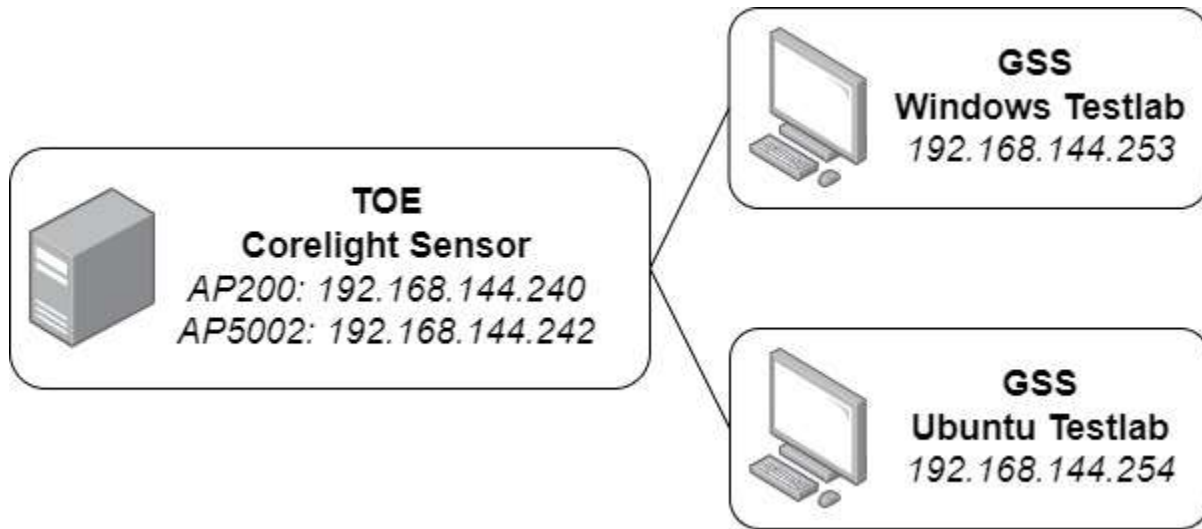 TOE
Corelight Sensor
AP200: 192.168.144.240
AP5002: 192.168.144.242
GSS
Windows Testlab
192.168.144.253
GSS
Ubuntu Testlab
192.168.144.254